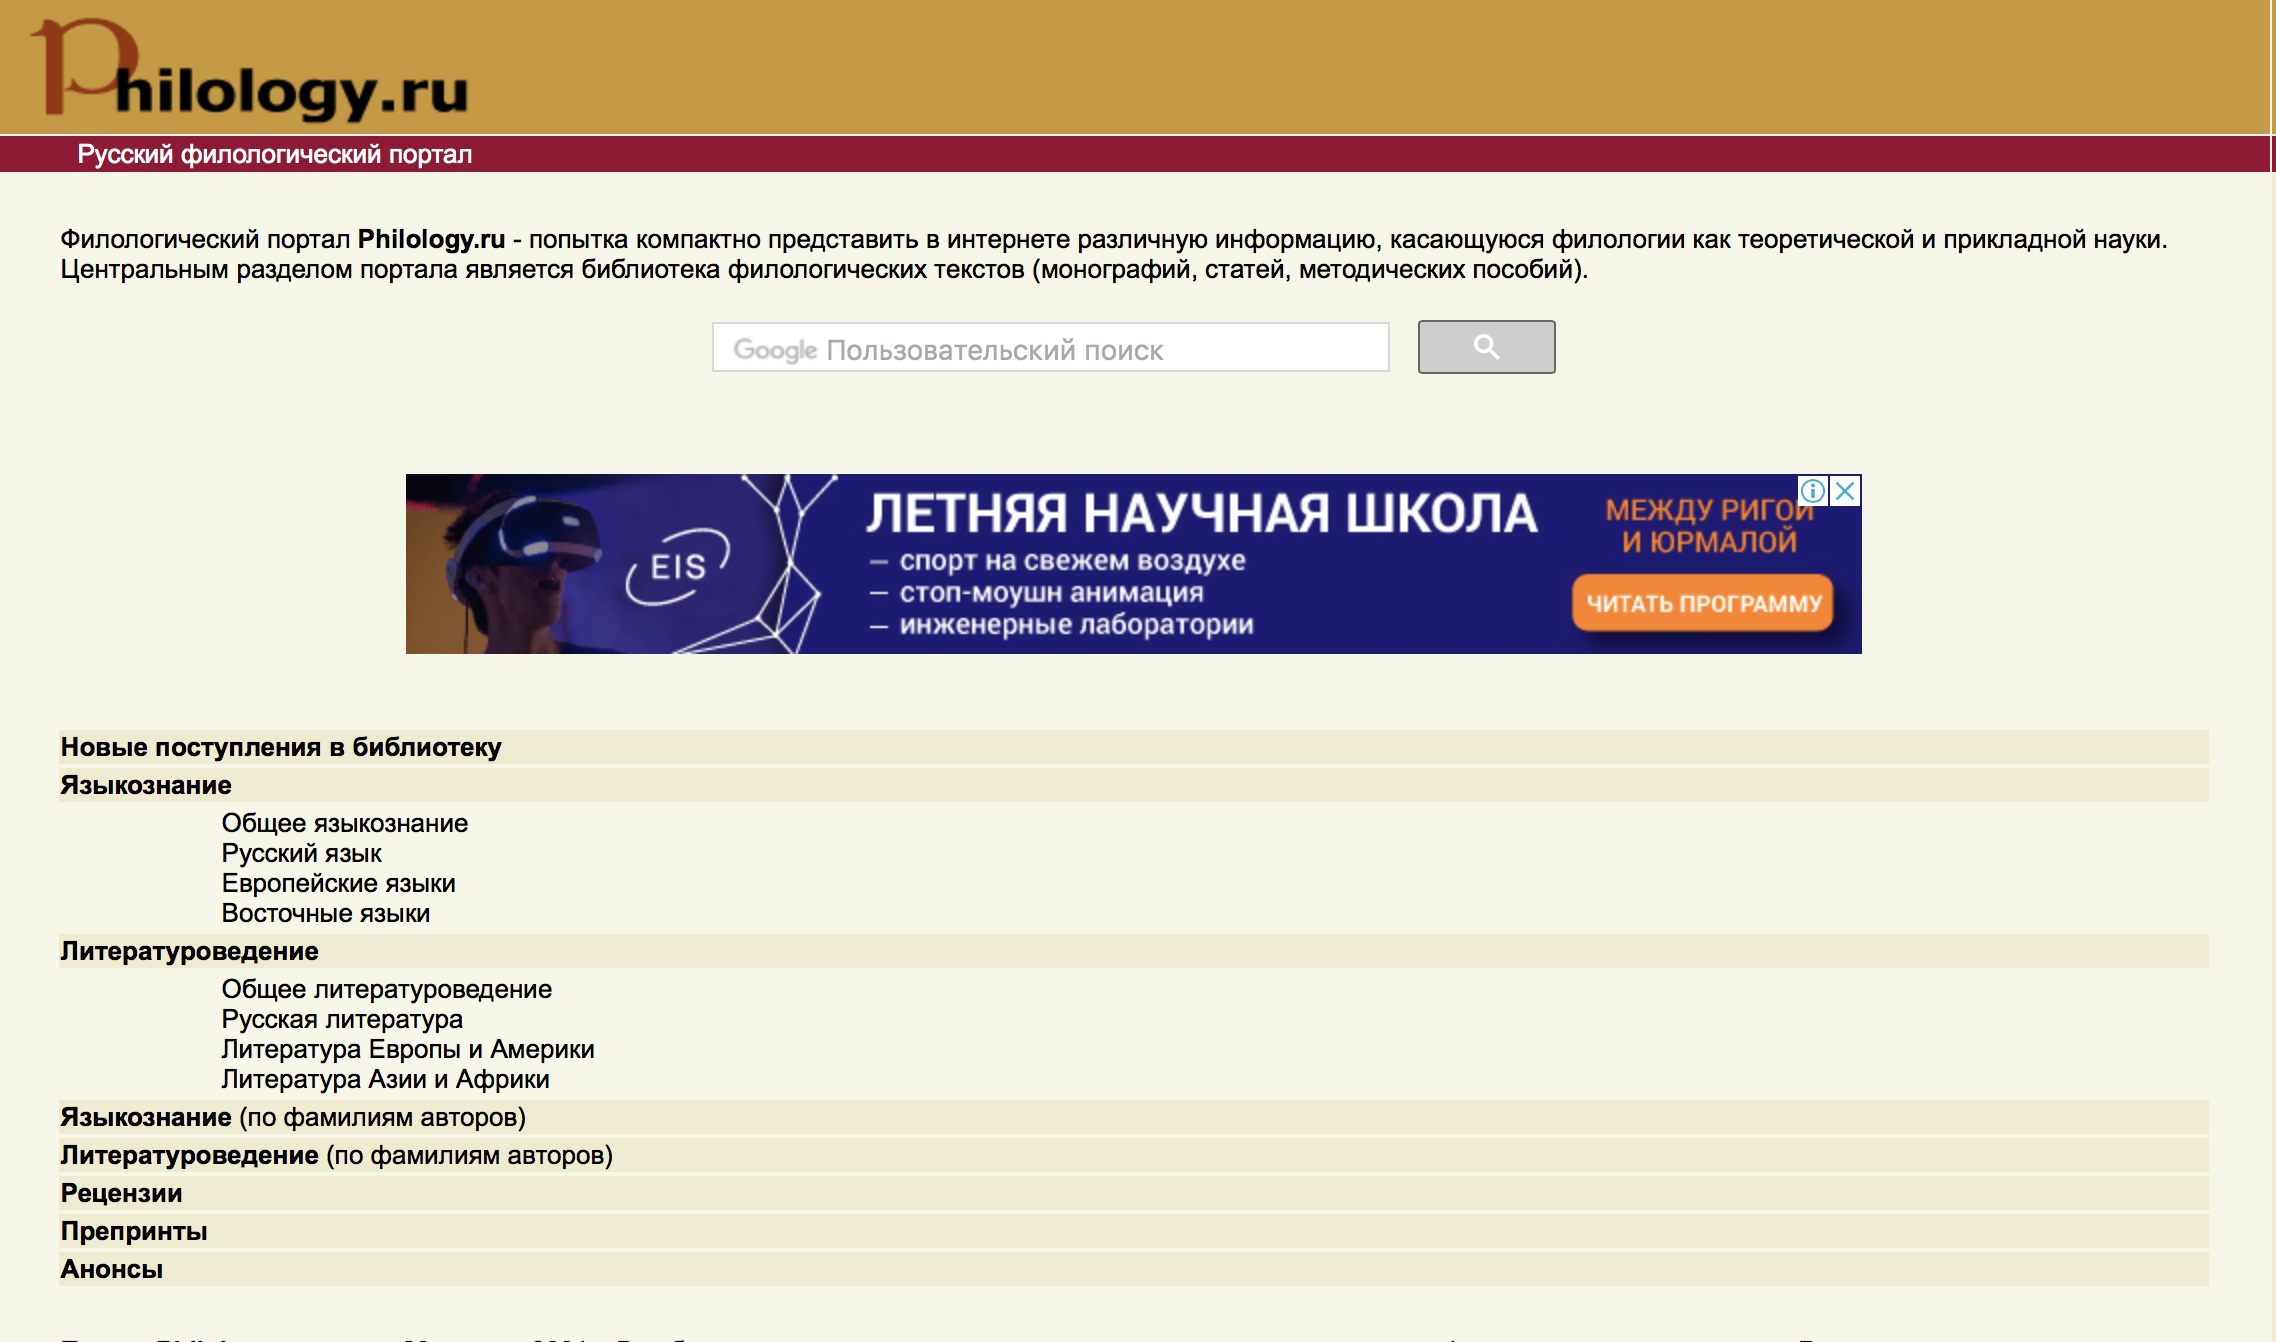 Philology.ru
Русский филологический портал
Филологический портал Philology.ru - попытка компактно представить в интернете различную информацию, касающуюся филологии как теоретической и прикладной науки.
Центральным разделом портала является библиотека филологических текстов (монографий, статей, методических пособий).
Google Пользовательский поиск
EIS
ЛЕТНЯЯ НАУЧНАЯ ШКОЛА
– спорт на свежем воздухе
– стоп-моушн анимация
– инженерные лаборатории
МЕЖДУ РИГОЙ
И ЮРМАЛОЙ
ЧИТАТЬ ПРОГРАММУ
Новые поступления в библиотеку
Языкознание
Общее языкознание
Русский язык
Европейские языки
Восточные языки
Литературоведение
Общее литературоведение
Русская литература
Литература Европы и Америки
Литература Азии и Африки
Языкознание (по фамилиям авторов)
Литературоведение (по фамилиям авторов)
Рецензии
Препринты
Анонсы